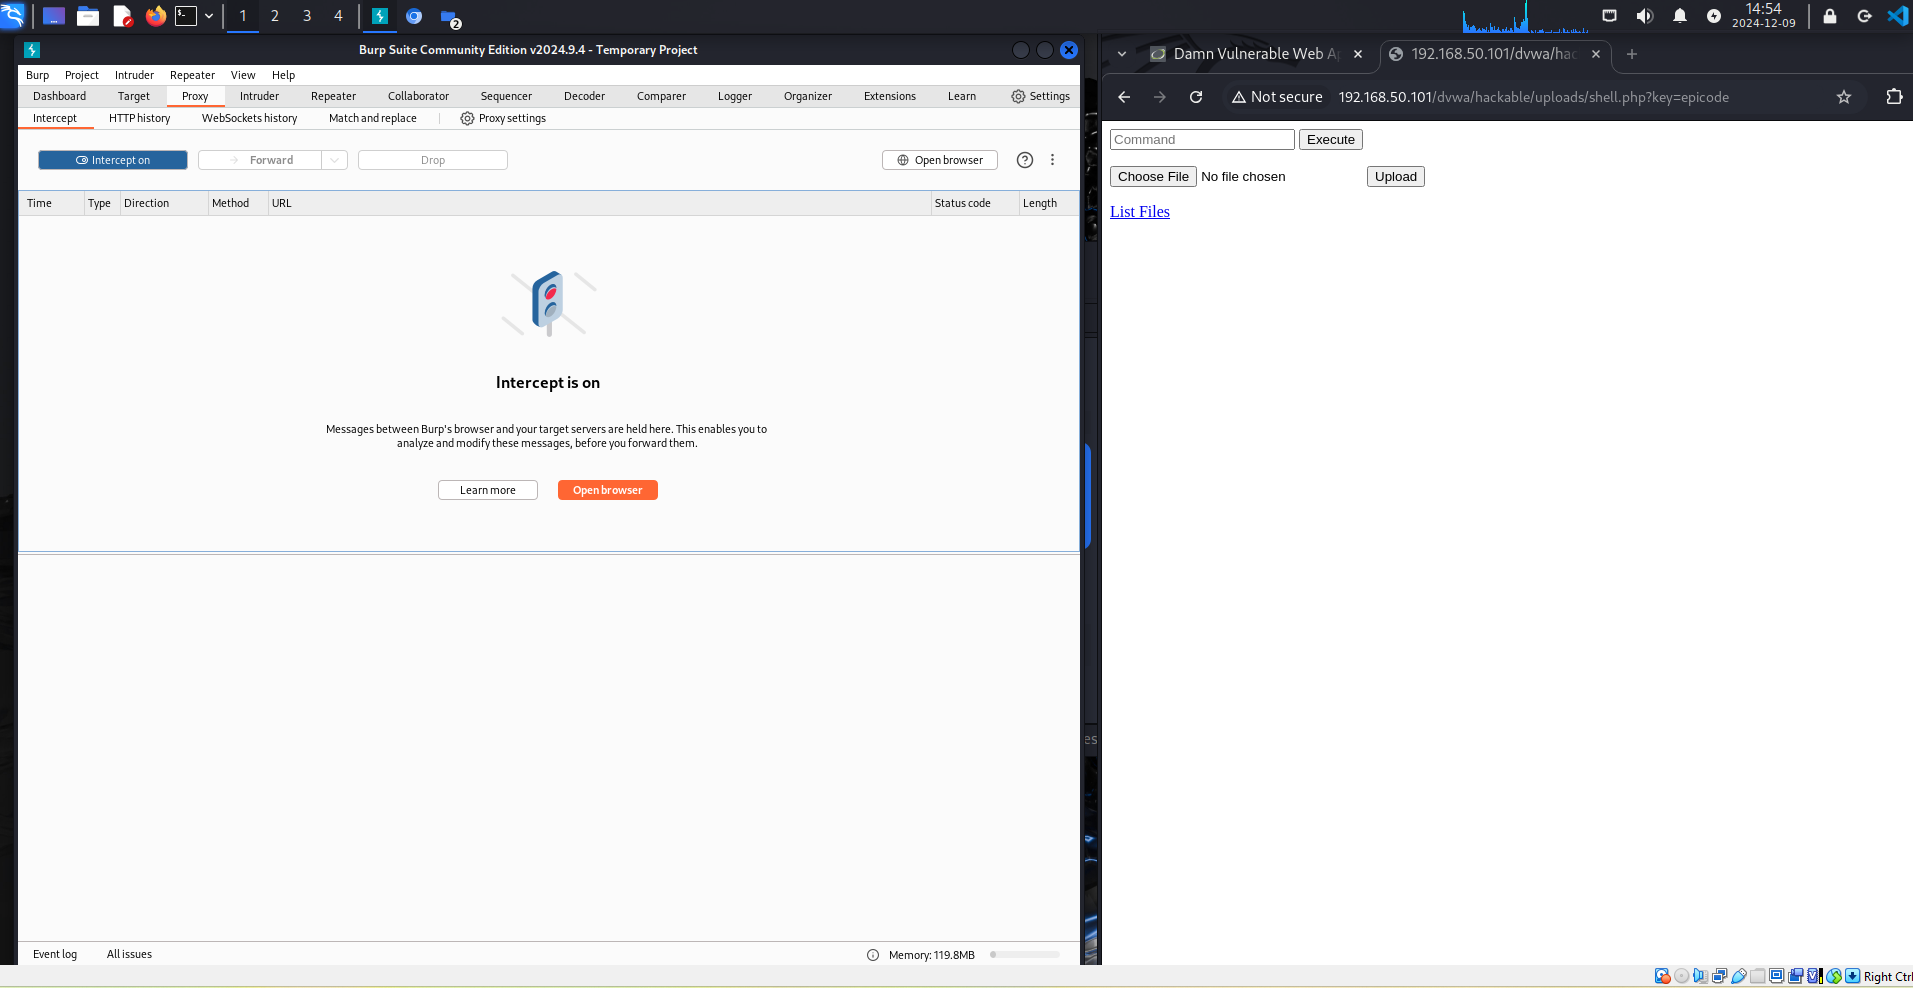 1 2 3 4 2 14:54
2024-12-09
Burp Suite Community Edition v2024.9.4 - Temporary Project
Burp Project Intruder Repeater View Help
Dashboard Target Proxy Intruder Repeater Collaborator Sequencer Decoder Comparer Logger Organizer Extensions Learn Settings
Intercept HTTP history WebSockets history Match and replace Proxy settings
Intercept on Forward Drop Open browser
Time Type Direction Method URL Status code Length
Intercept is on
Messages between Burp's browser and your target servers are held here. This enables you to
analyze and modify these messages, before you forward them.
Learn more Open browser
Event log All issues Memory: 119.8MB
es
Damn Vulnerable Web Ap 192.168.50.101/dvwa/hac
Not secure 192.168.50.101/dvwa/hackable/uploads/shell.php?key=epicode
Command Execute
Choose File No file chosen Upload
List Files
Right Ctrl